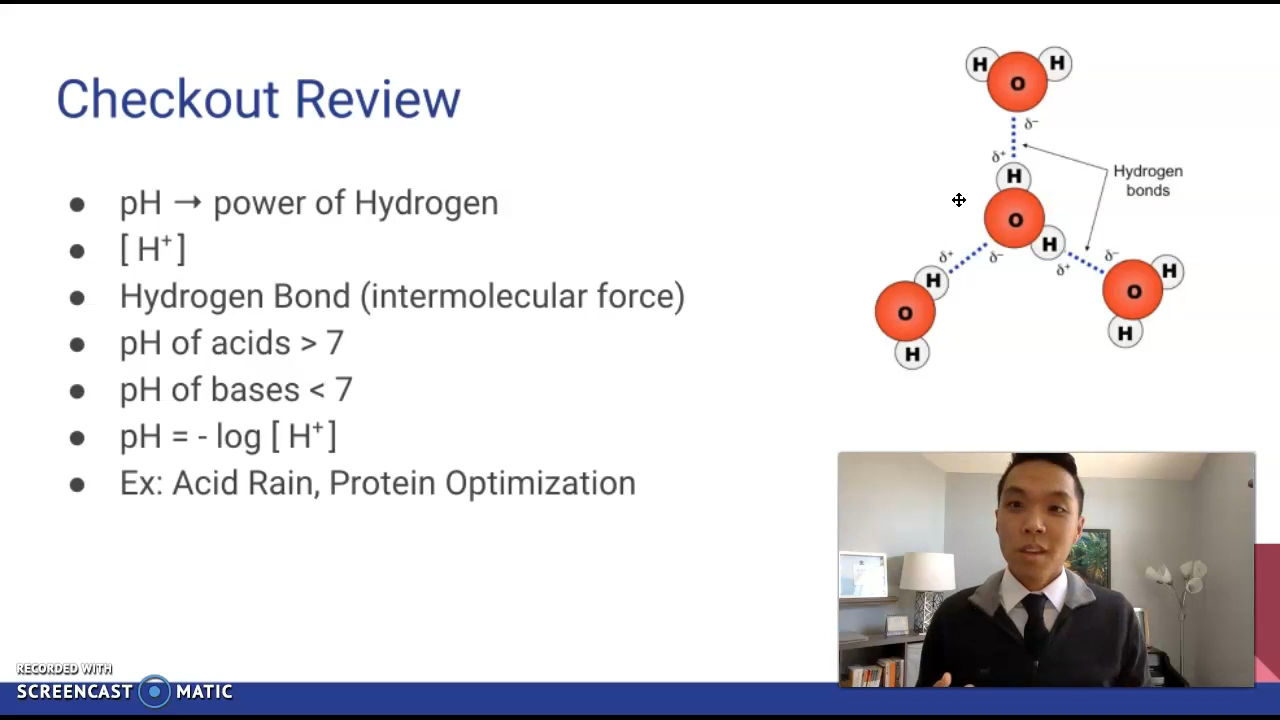 Checkout Review
● pH → power of Hydrogen
● [ H⁺ ]
● Hydrogen Bond (intermolecular force)
● pH of acids > 7
● pH of bases < 7
● pH = - log [ H⁺ ]
● Ex: Acid Rain, Protein Optimization
H H
O
δ⁻
δ⁺
H
Hydrogen
bonds
O
H
δ⁺ δ⁻ δ⁺ δ⁻
H
O
H
H
O
H
RECORDED WITH
SCREENCAST MATIC